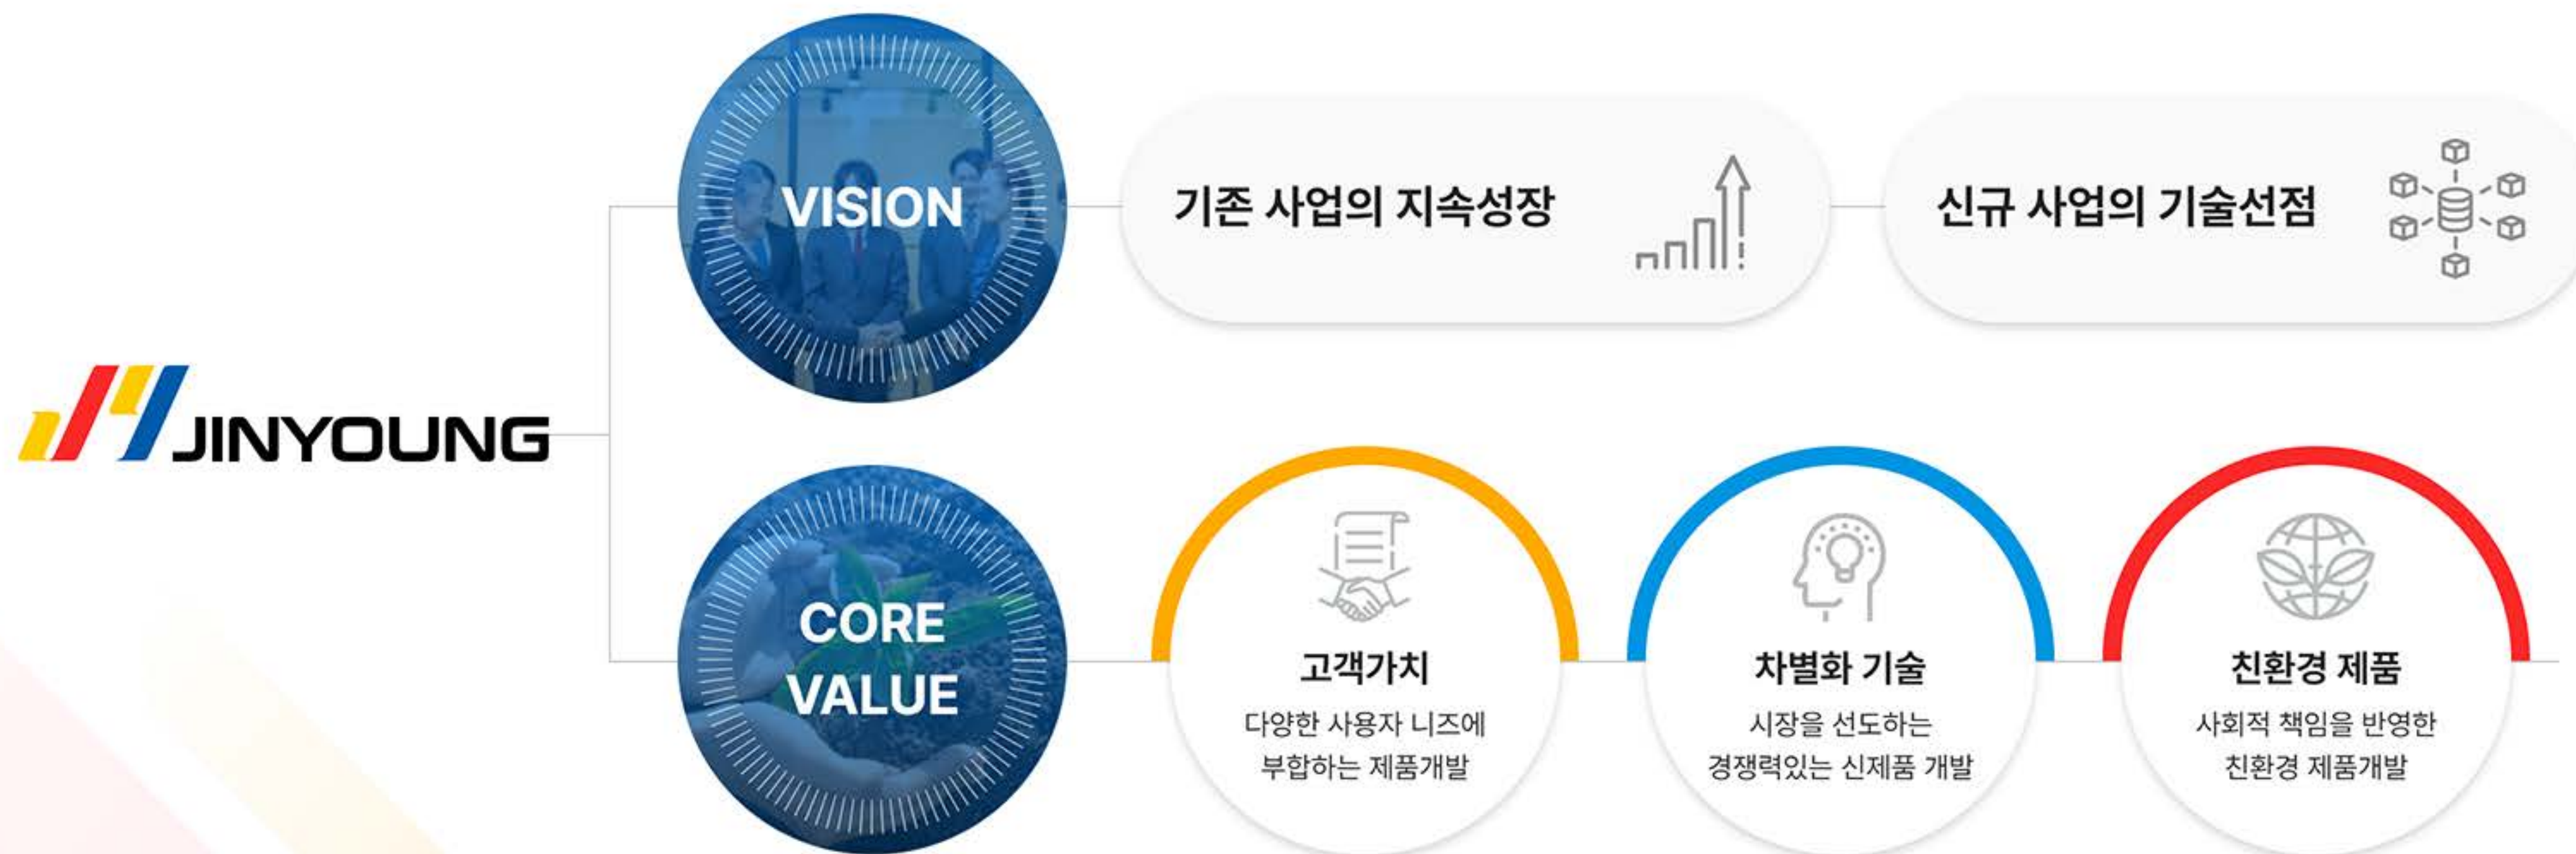 JINYOUNG
VISION
기존 사업의 지속성장
신규 사업의 기술선점
CORE
VALUE
고객가치
다양한 사용자 니즈에
부합하는 제품개발
차별화 기술
시장을 선도하는
경쟁력있는 신제품 개발
친환경 제품
사회적 책임을 반영한
친환경 제품개발